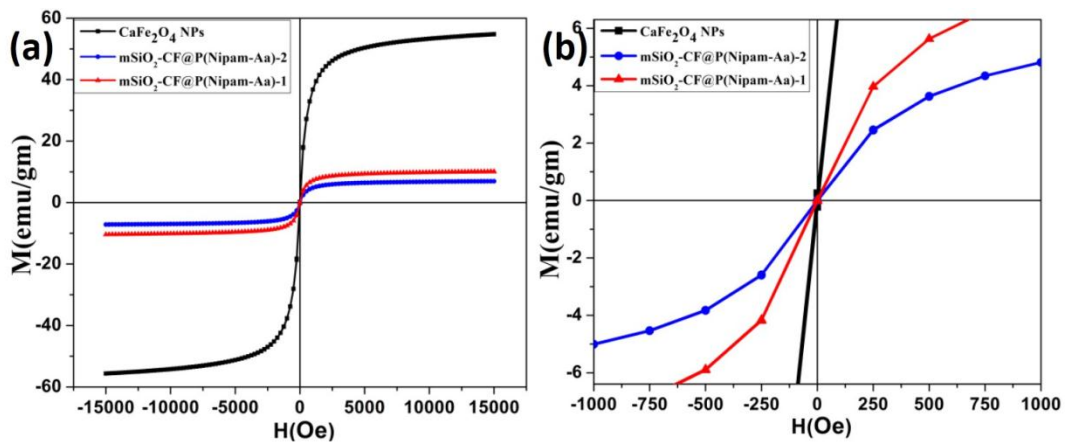 (a)
CaFe₂O₄ NPs
mSiO₂-CF@P(Nipam-Aa)-2
mSiO₂-CF@P(Nipam-Aa)-1
60
40
20
0
-20
-40
-60
M(emu/gm)
-15000 -10000 -5000 0 5000 10000 15000
H(Oe)
(b)
CaFe₂O₄ NPs
mSiO₂-CF@P(Nipam-Aa)-2
mSiO₂-CF@P(Nipam-Aa)-1
6
4
2
0
-2
-4
-6
M(emu/gm)
-1000 -750 -500 -250 0 250 500 750 1000
H(Oe)